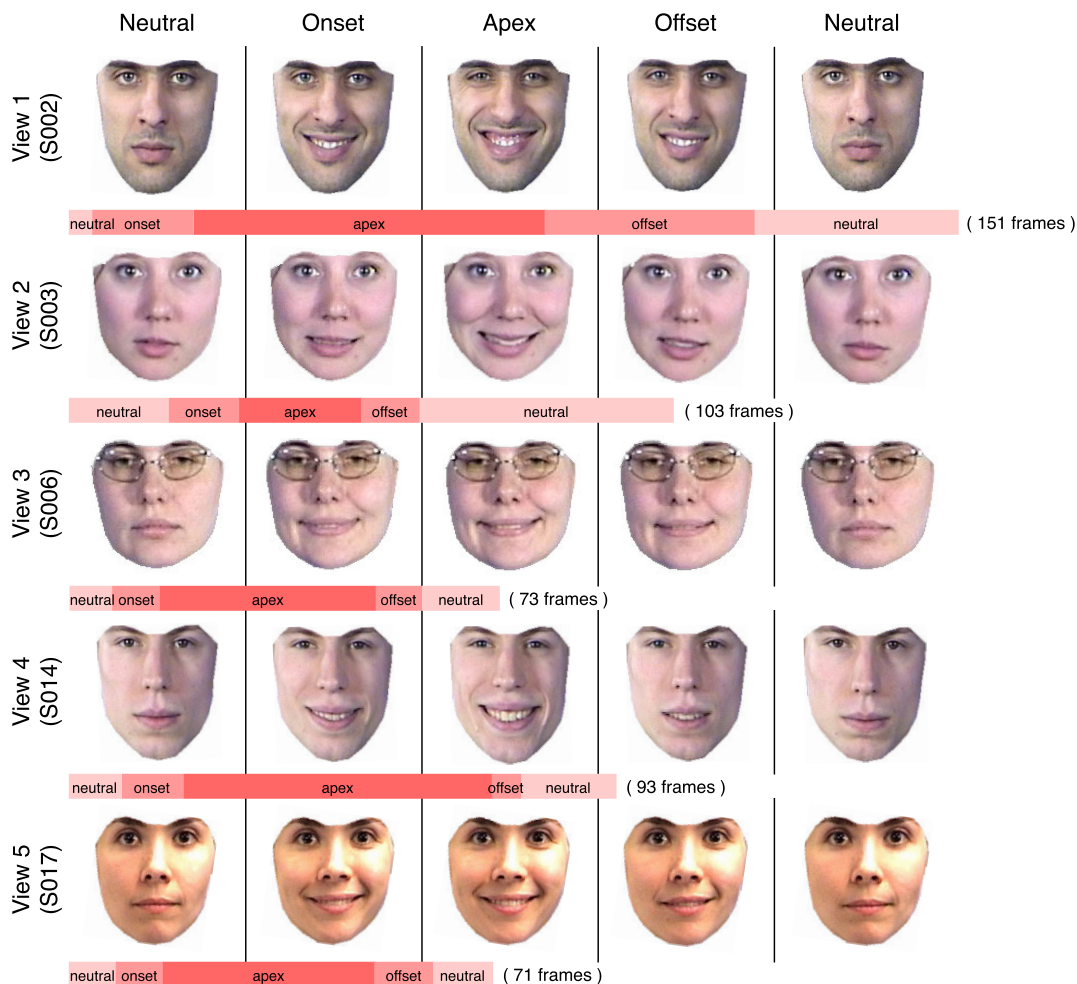 Neutral Onset Apex Offset Neutral
View 1
(S002)
neutral onset apex offset neutral ( 151 frames )
View 2
(S003)
neutral onset apex offset neutral ( 103 frames )
View 3
(S006)
neutral onset apex offset neutral ( 73 frames )
View 4
(S014)
neutral onset apex offset neutral ( 93 frames )
View 5
(S017)
neutral onset apex offset neutral ( 71 frames )